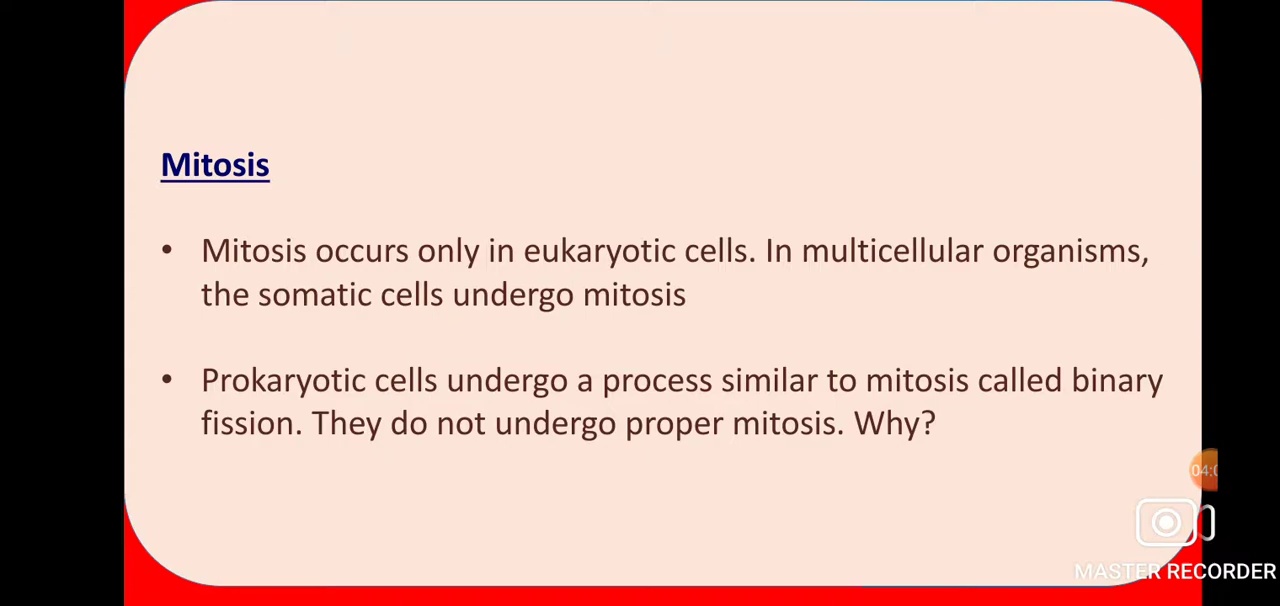 Mitosis
• Mitosis occurs only in eukaryotic cells. In multicellular organisms,
the somatic cells undergo mitosis
• Prokaryotic cells undergo a process similar to mitosis called binary
fission. They do not undergo proper mitosis. Why?
MASTER RECORDER